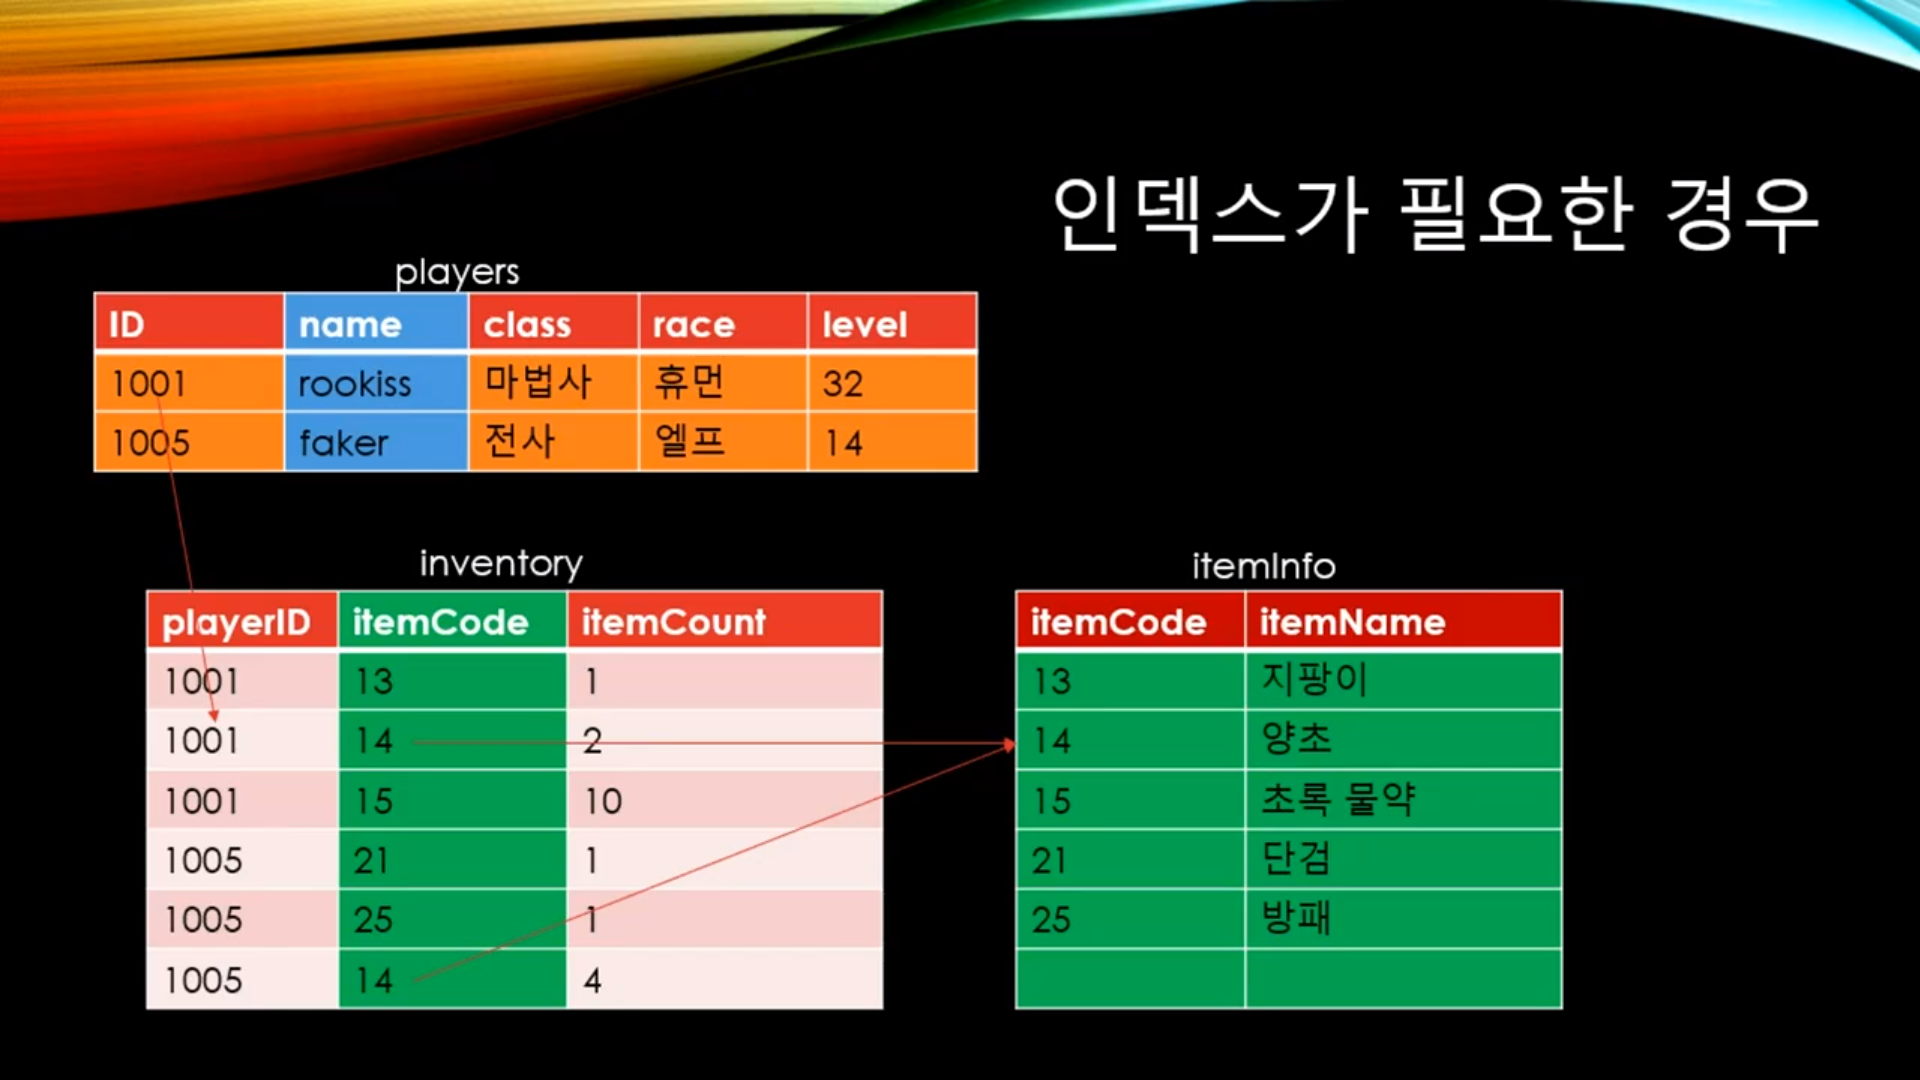 인덱스가 필요한 경우
players
ID name class race level
1001 rookiss 마법사 휴먼 32
1005 faker 전사 엘프 14
inventory
playerID itemCode itemCount
1001 13 1
1001 14 2
1001 15 10
1005 21 1
1005 25 1
1005 14 4
itemInfo
itemCode itemName
13 지팡이
14 양초
15 초록 물약
21 단검
25 방패